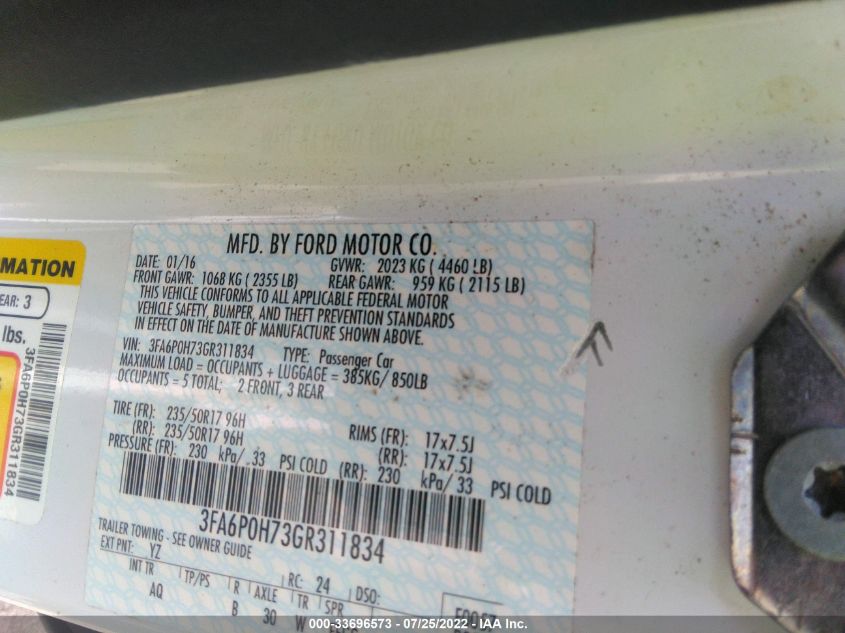 MFD. BY FORD MOTOR CO.
DATE: 01/16 GVWR: 2023 KG ( 4460 LB)
FRONT GAWR: 1068 KG ( 2355 LB) REAR GAWR: 959 KG ( 2115 LB)
THIS VEHICLE CONFORMS TO ALL APPLICABLE FEDERAL MOTOR
VEHICLE SAFETY, BUMPER, AND THEFT PREVENTION STANDARDS
IN EFFECT ON THE DATE OF MANUFACTURE SHOWN ABOVE.
VIN: 3FA6P0H73GR311834 TYPE: Passenger Car
MAXIMUM LOAD = OCCUPANTS + LUGGAGE = 385KG/ 850LB
OCCUPANTS = 5 TOTAL; 2 FRONT, 3 REAR
TIRE (FR): 235/50R17 96H RIMS (FR): 17x7.5J
(RR): 235/50R17 96H (RR): 17x7.5J
PRESSURE (FR): 230 kPa/ 33 PSI COLD (RR): 230 kPa/ 33 PSI COLD
3FA6P0H73GR311834
TRAILER TOWING - SEE OWNER GUIDE
EXT PNT: YZ RC: 24 DSO:
INT TR TP/PS R AXLE TR SPR
AQ B 30 W
MATION
EAR: 3
lbs.
3FA6P0H73GR311834
000-33696573 - 07/25/2022 - IAA Inc.